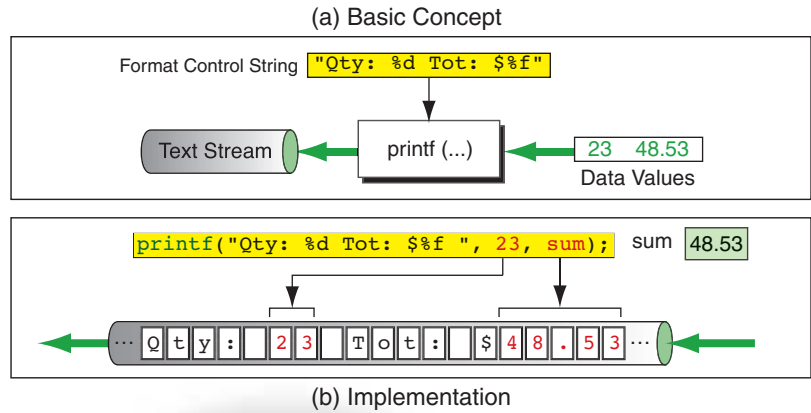 (a) Basic Concept
Format Control String "Qty: %d Tot: $%f"
Text Stream printf (...) 23 48.53
Data Values
printf("Qty: %d Tot: $%f ", 23, sum); sum 48.53
... Q t y : 2 3 T o t : $ 4 8 . 5 3 ...
(b) Implementation